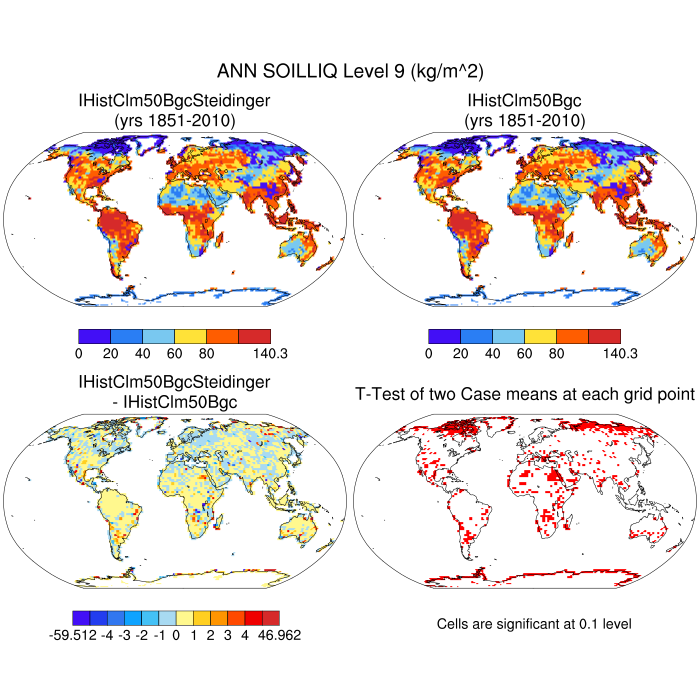 ANN SOILLIQ Level 9 (kg/m^2)
IHistClm50BgcSteidinger
(yrs 1851-2010)
IHistClm50Bgc
(yrs 1851-2010)
0 20 40 60 80 140.3
0 20 40 60 80 140.3
IHistClm50BgcSteidinger
- IHistClm50Bgc
T-Test of two Case means at each grid point
-59.512 -4 -3 -2 -1 0 1 2 3 4 46.962
Cells are significant at 0.1 level